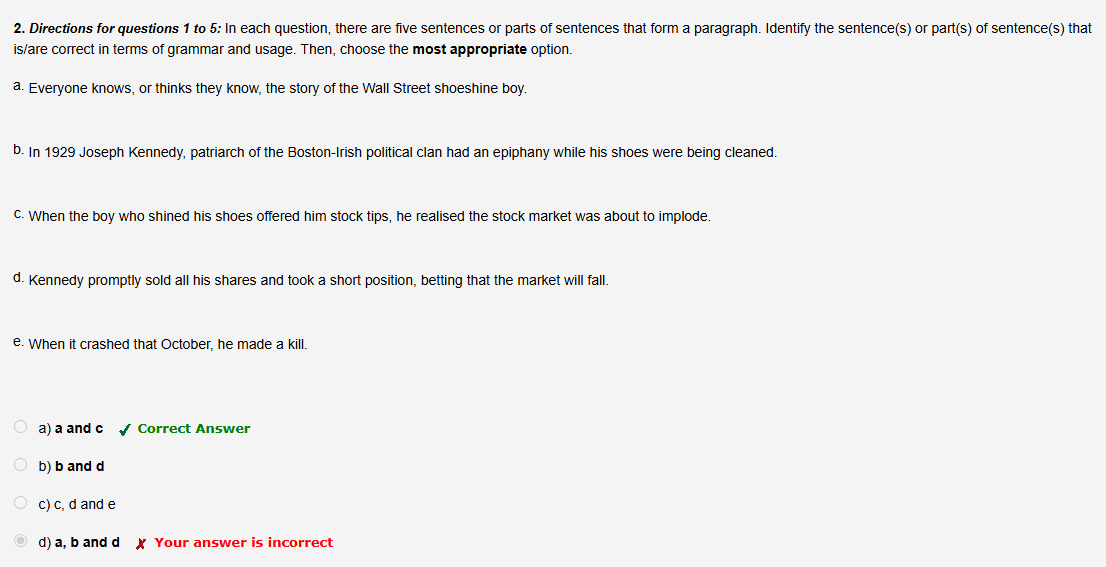 2. Directions for questions 1 to 5: In each question, there are five sentences or parts of sentences that form a paragraph. Identify the sentence(s) or part(s) of sentence(s) that
is/are correct in terms of grammar and usage. Then, choose the most appropriate option.
a. Everyone knows, or thinks they know, the story of the Wall Street shoeshine boy.
b. In 1929 Joseph Kennedy, patriarch of the Boston-Irish political clan had an epiphany while his shoes were being cleaned.
c. When the boy who shined his shoes offered him stock tips, he realised the stock market was about to implode.
d. Kennedy promptly sold all his shares and took a short position, betting that the market will fall.
e. When it crashed that October, he made a kill.
a) a and c ✓ Correct Answer
b) b and d
c) c, d and e
d) a, b and d ✗ Your answer is incorrect